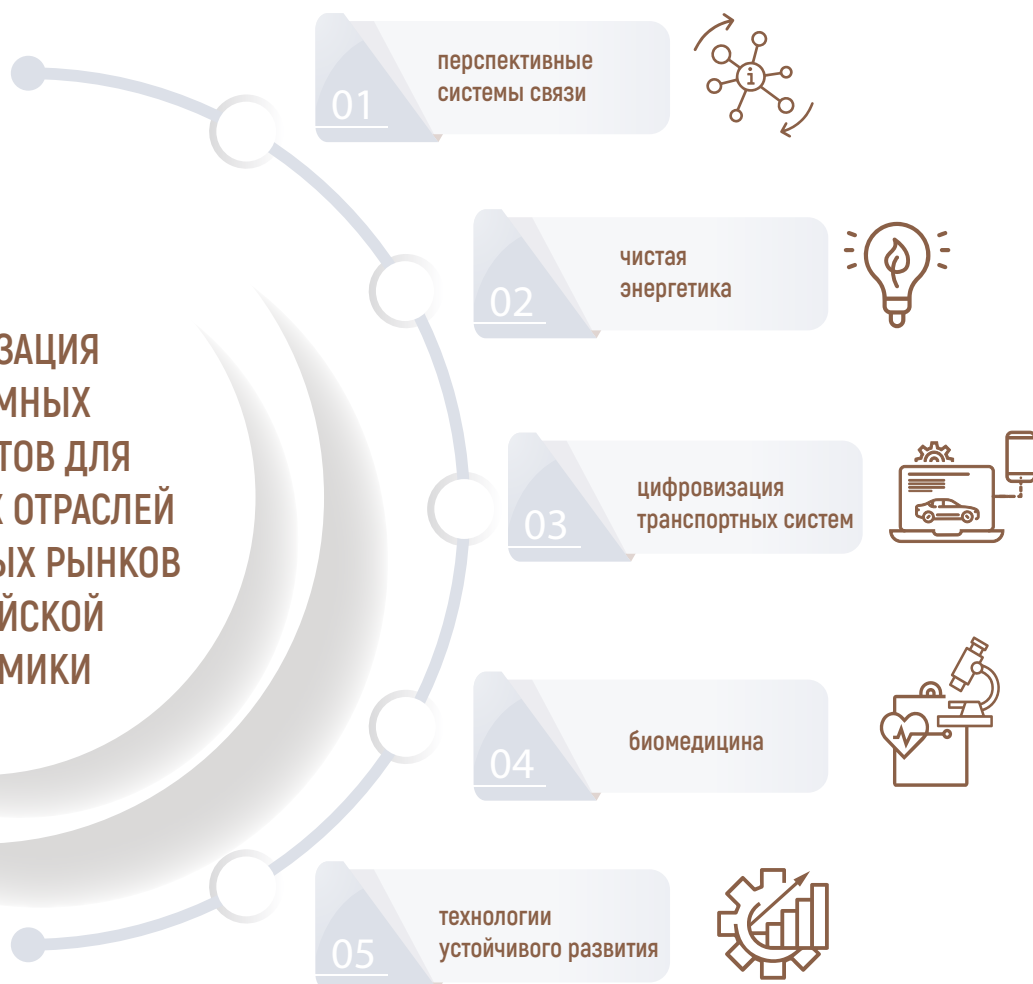 ЗАЦИЯ
МНЫХ
ТОВ ДЛЯ
Х ОТРАСЛЕЙ
ЫХ РЫНКОВ
ЙСКОЙ
МИКИ
01
перспективные
системы связи
i
02
чистая
энергетика
03
цифровизация
транспортных систем
04
биомедицина
05
технологии
устойчивого развития